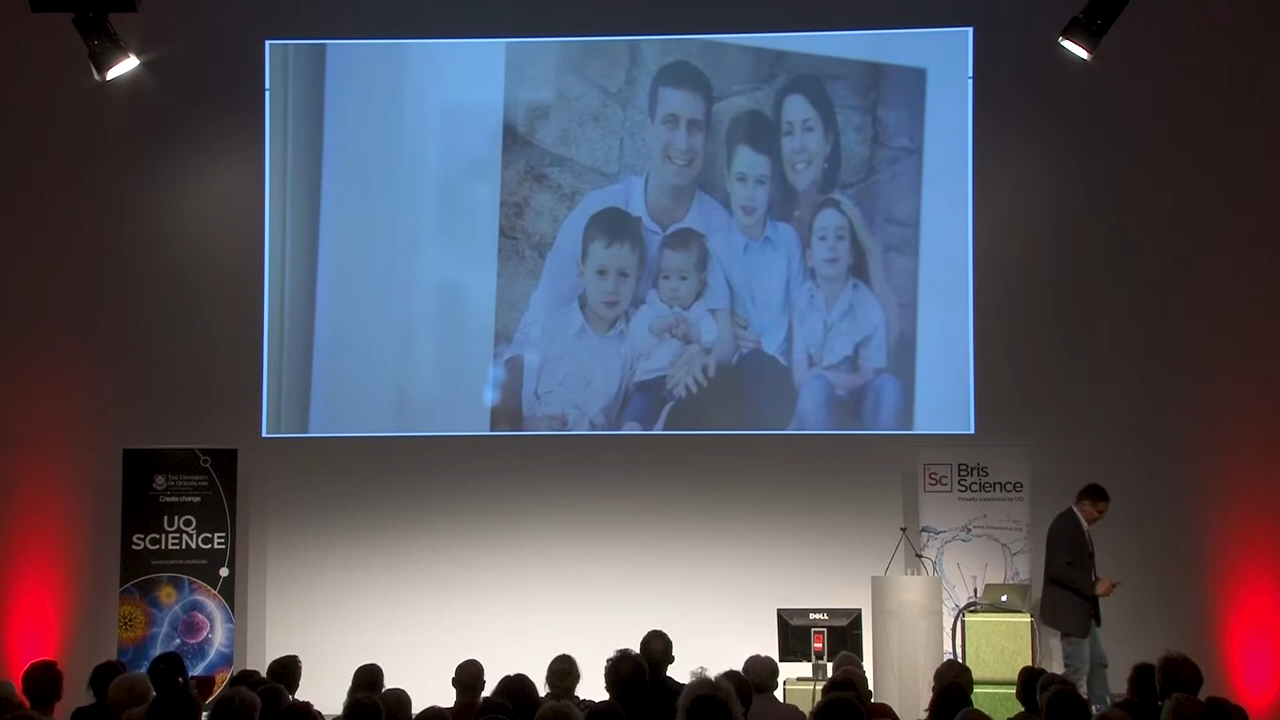 THE UNIVERSITY
OF QUEENSLAND
Create change
UQ
SCIENCE
Sc
Bris
Science
Proudly supported by UQ
DELL